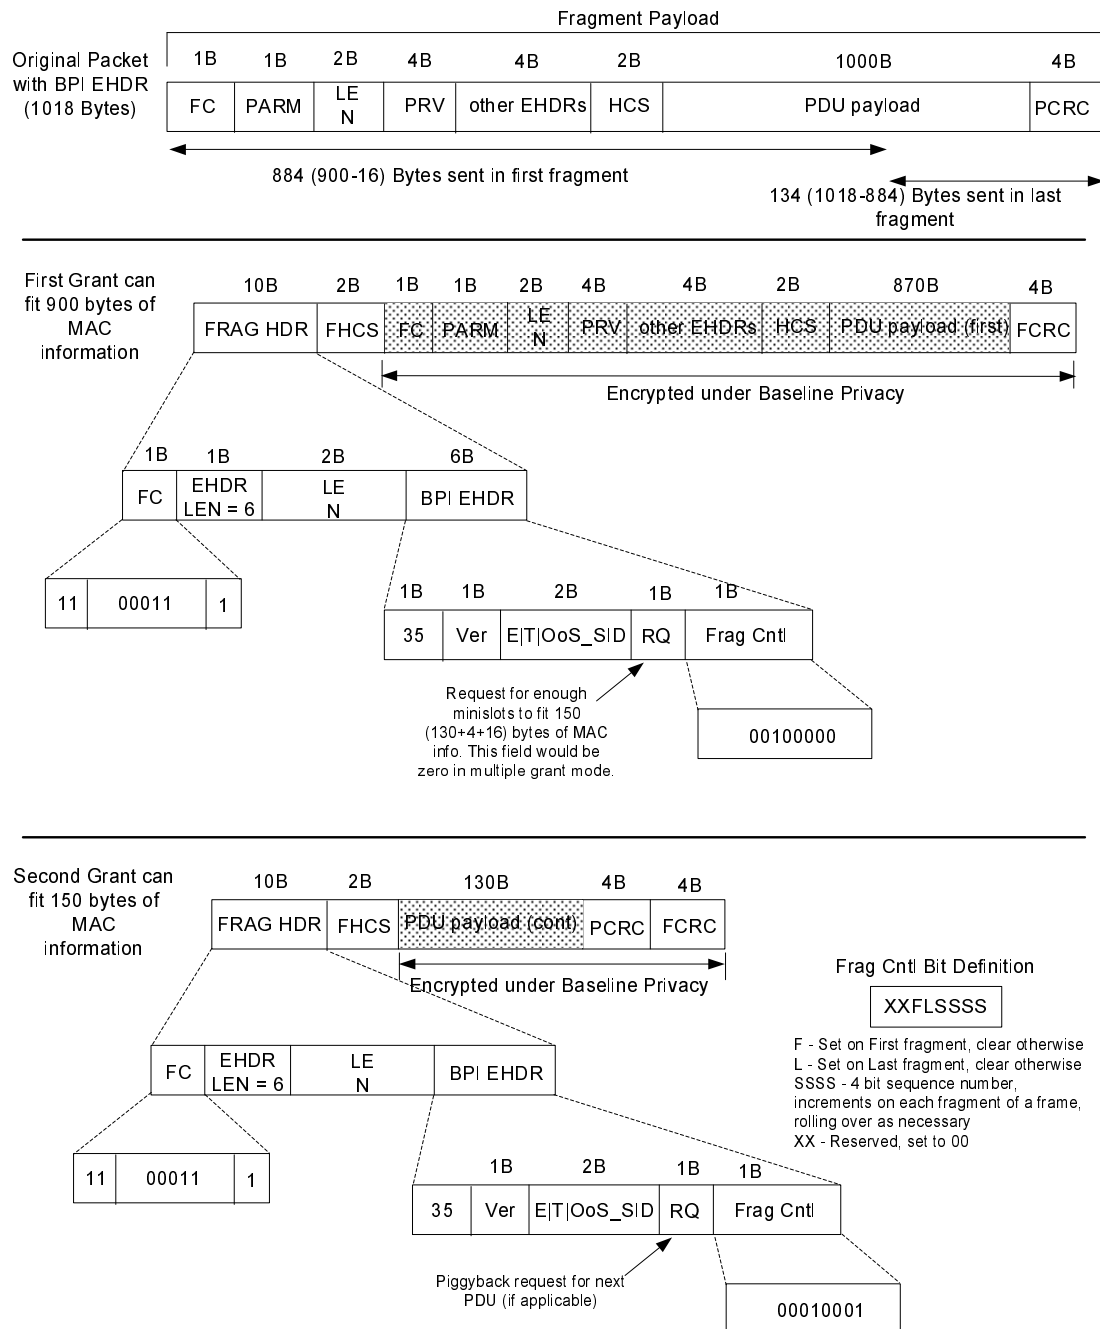 Fragment Payload
Original Packet
with BPI EHDR
(1018 Bytes)
1B 1B 2B 4B 4B 2B 1000B 4B
FC PARM LE N PRV other EHDRs HCS PDU payload PCRC
884 (900-16) Bytes sent in first fragment
134 (1018-884) Bytes sent in last
fragment
First Grant can
fit 900 bytes of
MAC
information
10B 2B 1B 1B 2B 4B 4B 2B 870B 4B
FRAG HDR FHCS FC PARM LE N PRV other EHDRs HCS PDU payload (first) FCRC
Encrypted under Baseline Privacy
1B 1B 2B 6B
FC EHDR LEN = 6 LE N BPI EHDR
11 00011 1
1B 1B 2B 1B 1B
35 Ver E|T|OoS_SID RQ Frag Cntl
Request for enough
minislots to fit 150
(130+4+16) bytes of MAC
info. This field would be
zero in multiple grant mode.
00100000
Second Grant can
fit 150 bytes of
MAC
information
10B 2B 130B 4B 4B
FRAG HDR FHCS PDU payload (cont) PCRC FCRC
Encrypted under Baseline Privacy
FC EHDR LEN = 6 LE N BPI EHDR
11 00011 1
1B 2B 1B 1B
35 Ver E|T|OoS_SID RQ Frag Cntl
Piggyback request for next
PDU (if applicable)
00010001
Frag Cntl Bit Definition
XXFLSSSS
F - Set on First fragment, clear otherwise
L - Set on Last fragment, clear otherwise
SSSS - 4 bit sequence number,
increments on each fragment of a frame,
rolling over as necessary
XX - Reserved, set to 00